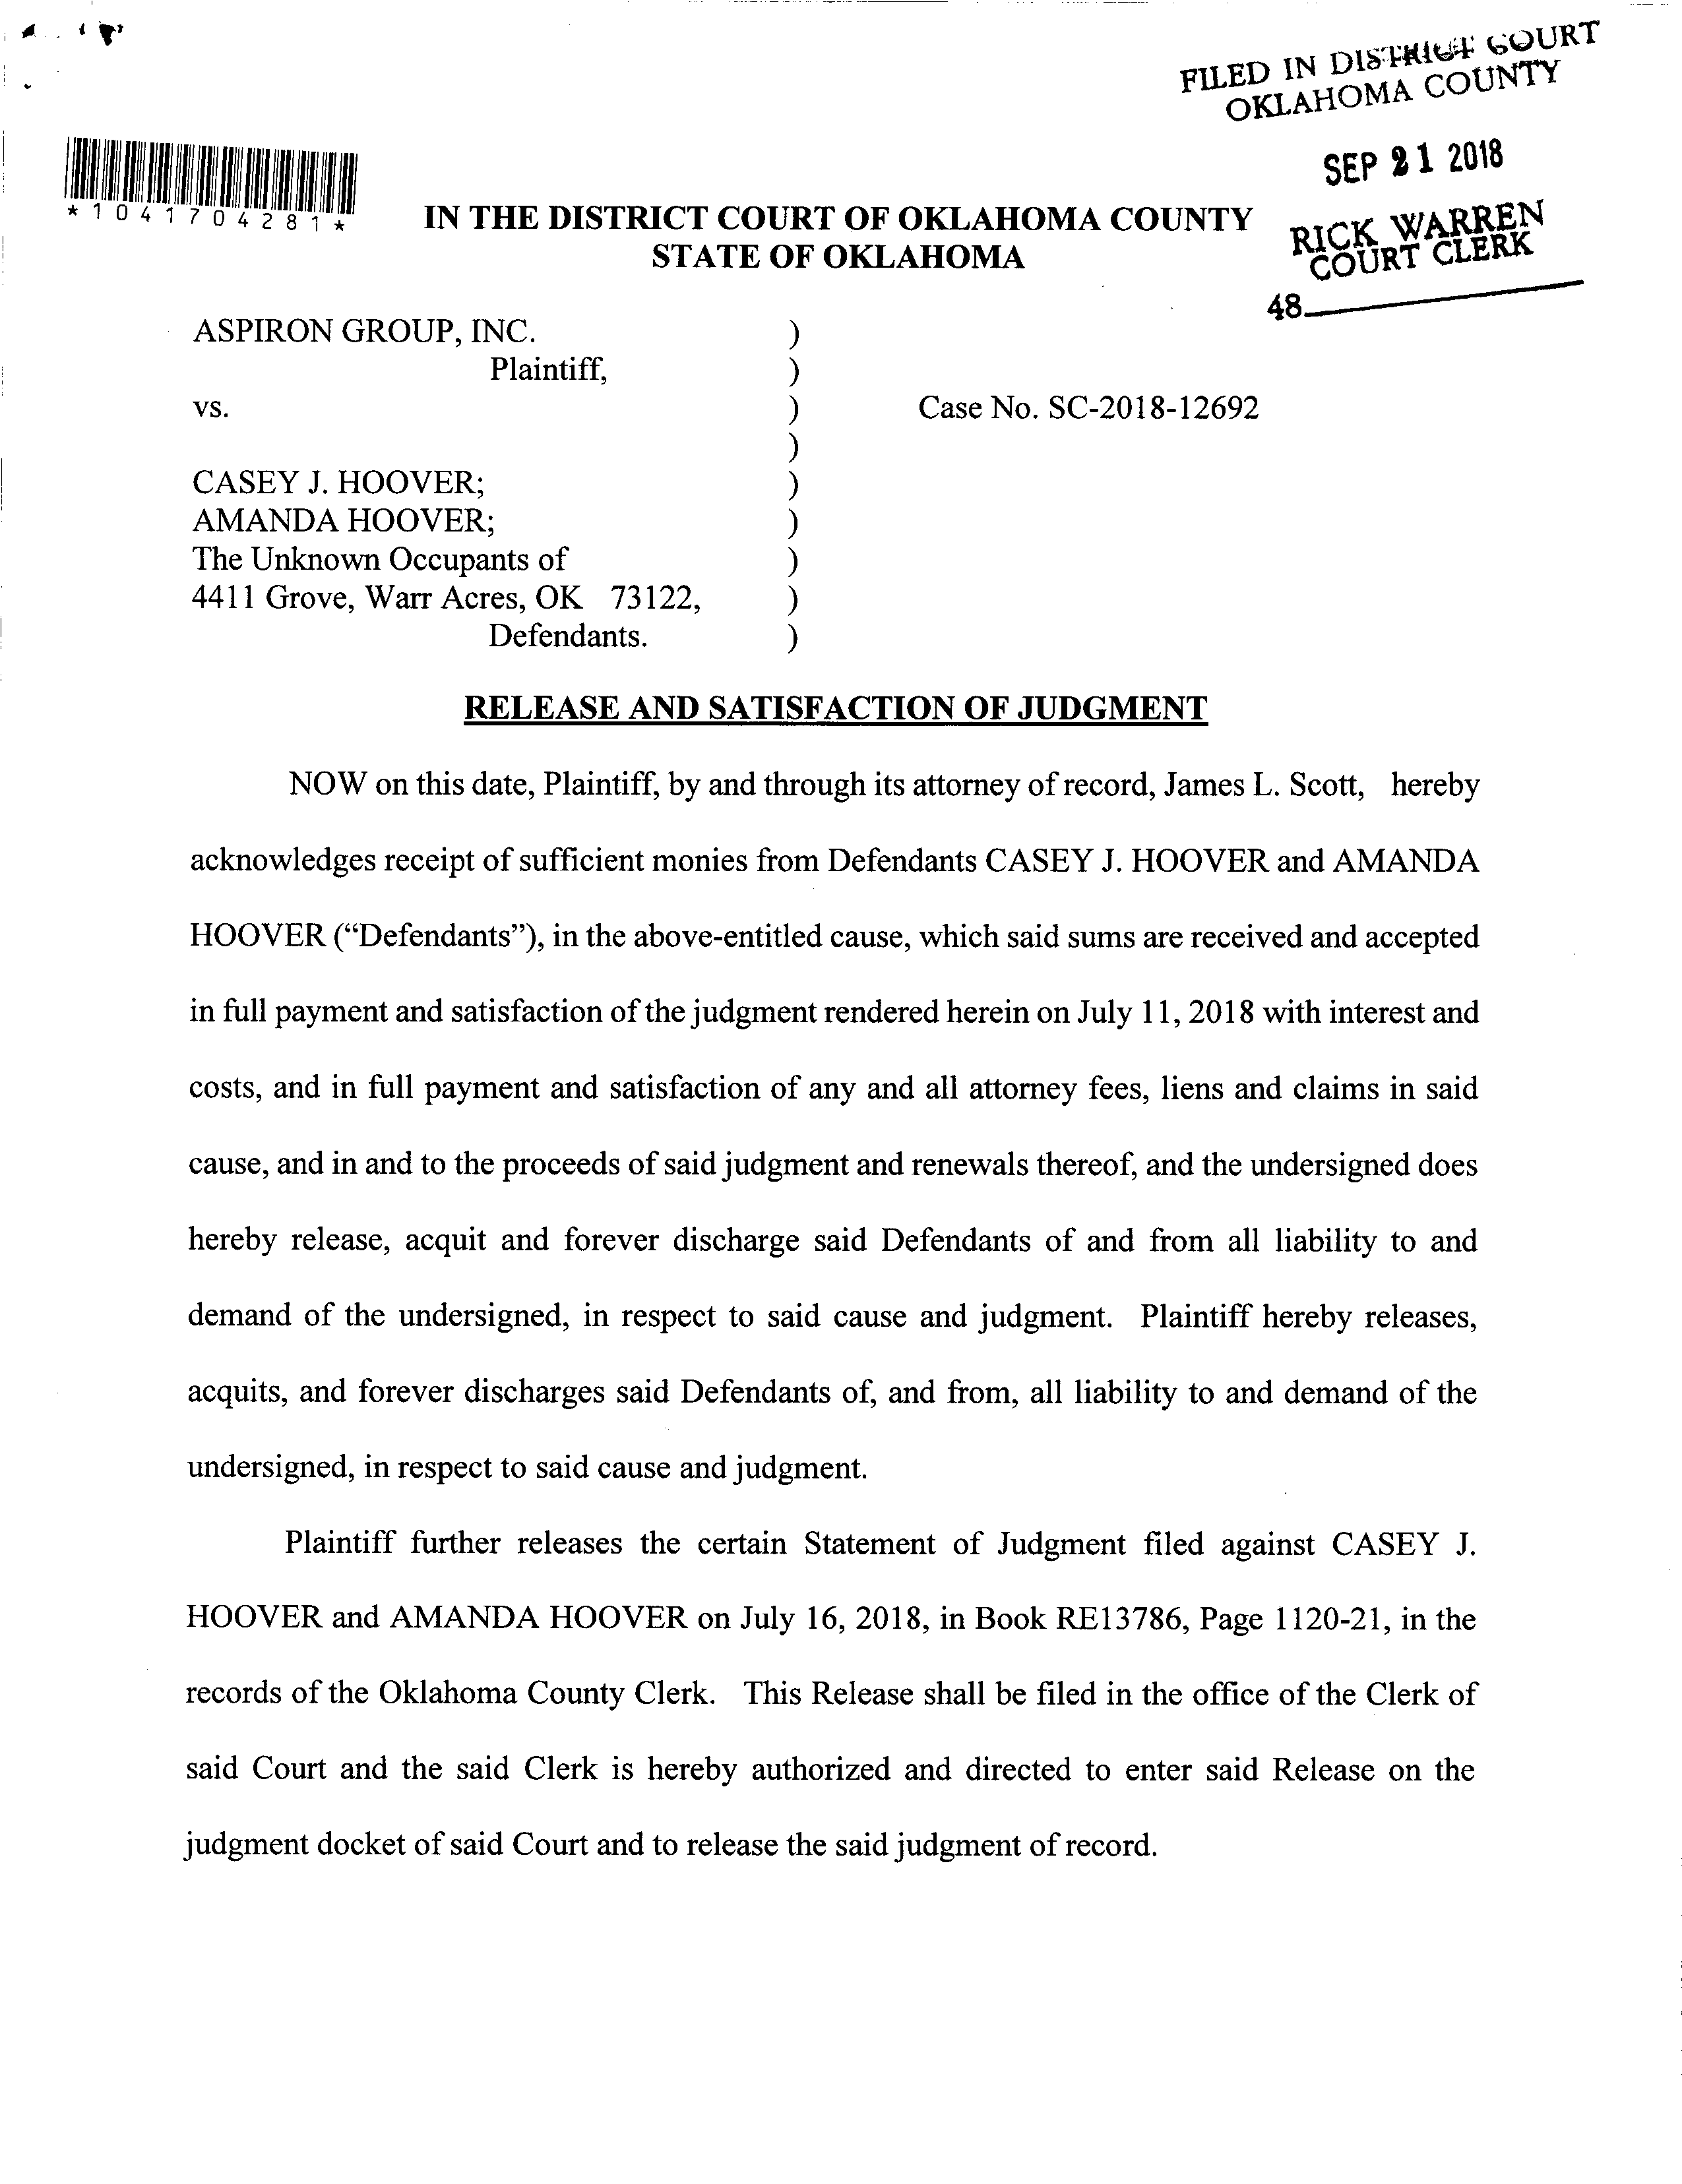 FILED IN DISTRICT COURT
OKLAHOMA COUNTY
SEP 21 2018
RICK WARREN
COURT CLERK
48
*1041704281*
IN THE DISTRICT COURT OF OKLAHOMA COUNTY
STATE OF OKLAHOMA
ASPIRON GROUP, INC. )
Plaintiff, )
vs. ) Case No. SC-2018-12692
)
CASEY J. HOOVER; )
AMANDA HOOVER; )
The Unknown Occupants of )
4411 Grove, Warr Acres, OK 73122, )
Defendants. )
RELEASE AND SATISFACTION OF JUDGMENT
NOW on this date, Plaintiff, by and through its attorney of record, James L. Scott, hereby
acknowledges receipt of sufficient monies from Defendants CASEY J. HOOVER and AMANDA
HOOVER (“Defendants”), in the above-entitled cause, which said sums are received and accepted
in full payment and satisfaction of the judgment rendered herein on July 11, 2018 with interest and
costs, and in full payment and satisfaction of any and all attorney fees, liens and claims in said
cause, and in and to the proceeds of said judgment and renewals thereof, and the undersigned does
hereby release, acquit and forever discharge said Defendants of and from all liability to and
demand of the undersigned, in respect to said cause and judgment. Plaintiff hereby releases,
acquits, and forever discharges said Defendants of, and from, all liability to and demand of the
undersigned, in respect to said cause and judgment.
Plaintiff further releases the certain Statement of Judgment filed against CASEY J.
HOOVER and AMANDA HOOVER on July 16, 2018, in Book RE13786, Page 1120-21, in the
records of the Oklahoma County Clerk. This Release shall be filed in the office of the Clerk of
said Court and the said Clerk is hereby authorized and directed to enter said Release on the
judgment docket of said Court and to release the said judgment of record.